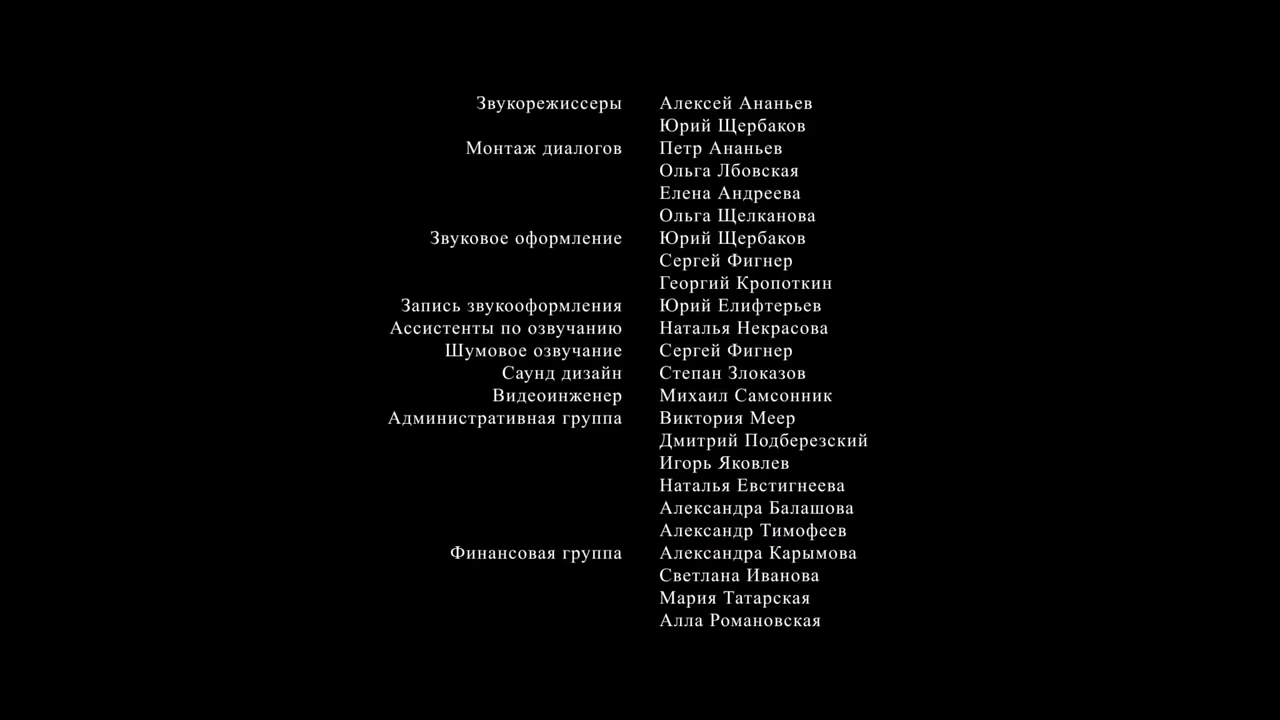 Звукорежиссеры Алексей Ананьев
Юрий Щербаков
Монтаж диалогов Петр Ананьев
Ольга Лбовская
Елена Андреева
Ольга Щелканова
Звуковое оформление Юрий Щербаков
Сергей Фигнер
Георгий Кропоткин
Запись звукооформления Юрий Елифтерьев
Ассистенты по озвучанию Наталья Некрасова
Шумовое озвучание Сергей Фигнер
Саунд дизайн Степан Злоказов
Видеоинженер Михаил Самсонник
Административная группа Виктория Меер
Дмитрий Подберезский
Игорь Яковлев
Наталья Евстигнеева
Александра Балашова
Александр Тимофеев
Финансовая группа Александра Карымова
Светлана Иванова
Мария Татарская
Алла Романовская